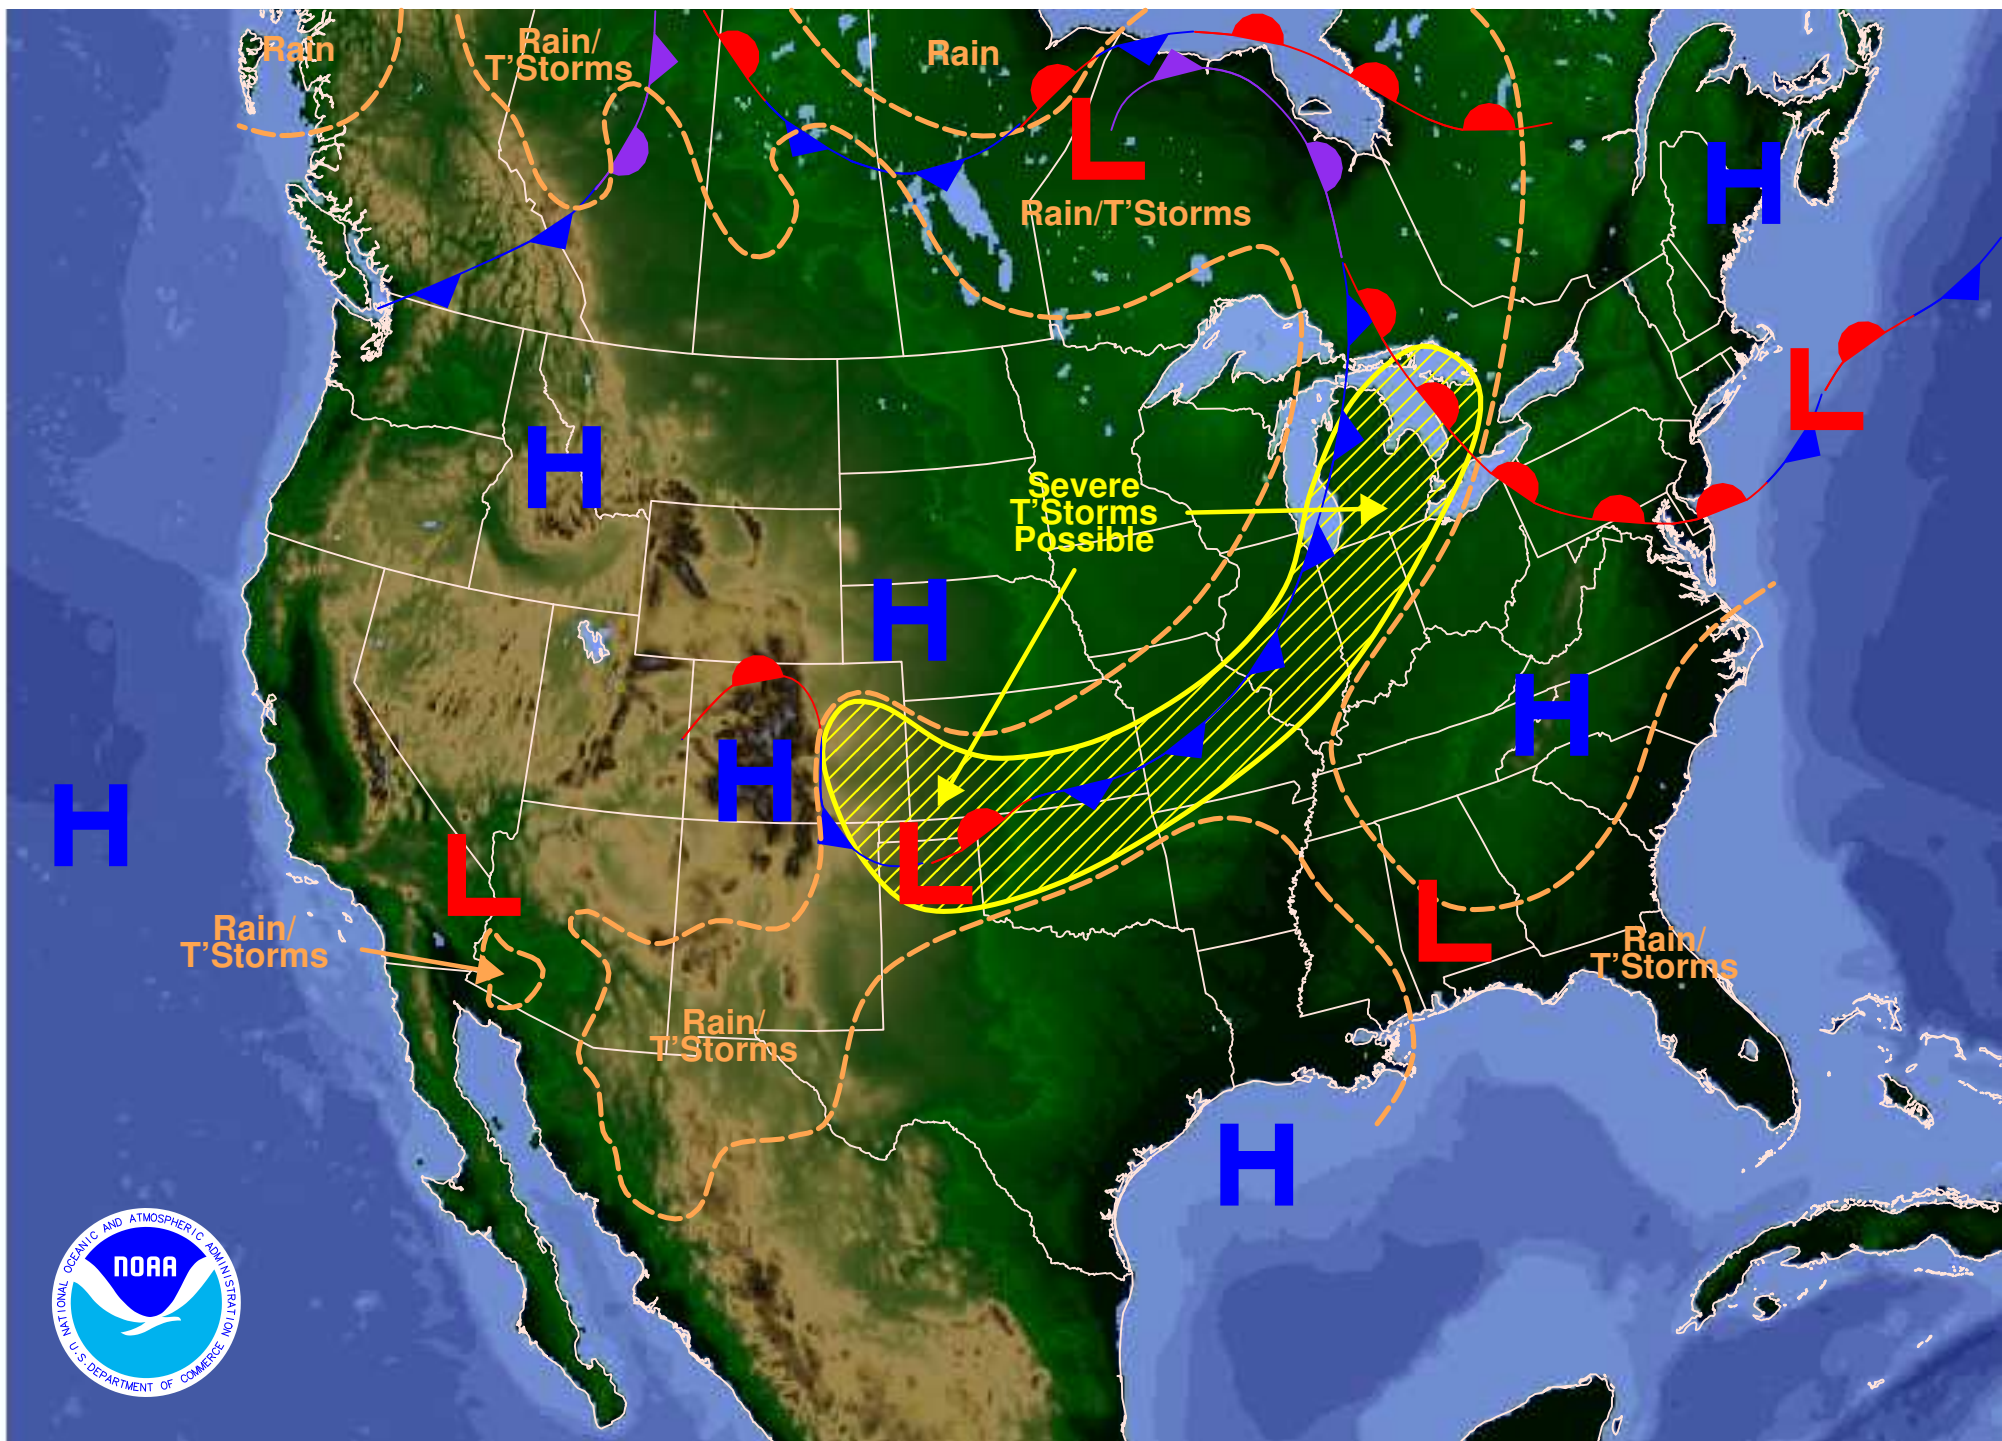 Rain
Rain/
T'Storms
Rain
L
H
Rain/T'Storms
L
H
Severe
T'Storms
Possible
H
H
H
H
L
L
L
Rain/
T'Storms
Rain/
T'Storms
Rain/
T'Storms
H
NATIONAL OCEANIC AND ATMOSPHERIC ADMINISTRATION
NOAA
U.S. DEPARTMENT OF COMMERCE